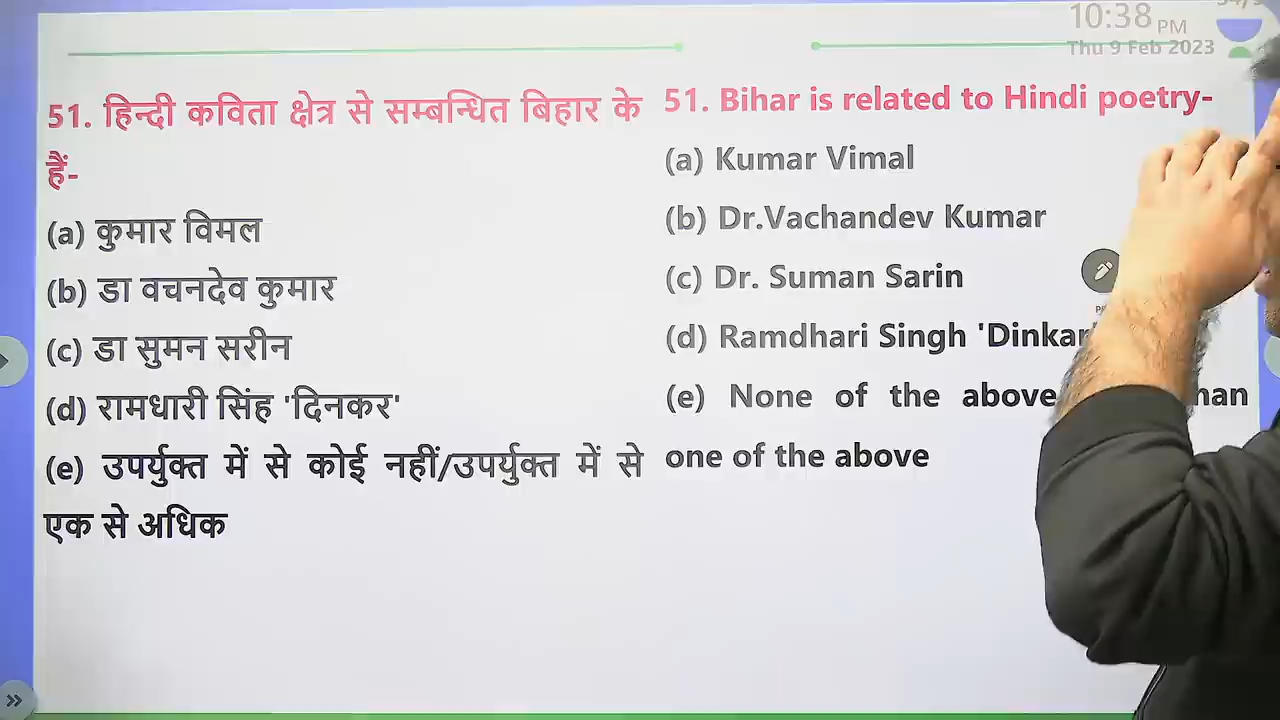 10:38 PM
Thu 9 Feb 2023
51. हिन्दी कविता क्षेत्र से सम्बन्धित बिहार के
हैं-
(a) कुमार विमल
(b) डा वचनदेव कुमार
(c) डा सुमन सरीन
(d) रामधारी सिंह 'दिनकर'
(e) उपर्युक्त में से कोई नहीं/उपर्युक्त में से
एक से अधिक
51. Bihar is related to Hindi poetry-
(a) Kumar Vimal
(b) Dr.Vachandev Kumar
(c) Dr. Suman Sarin
(d) Ramdhari Singh 'Dinkar'
(e) None of the above
one of the above